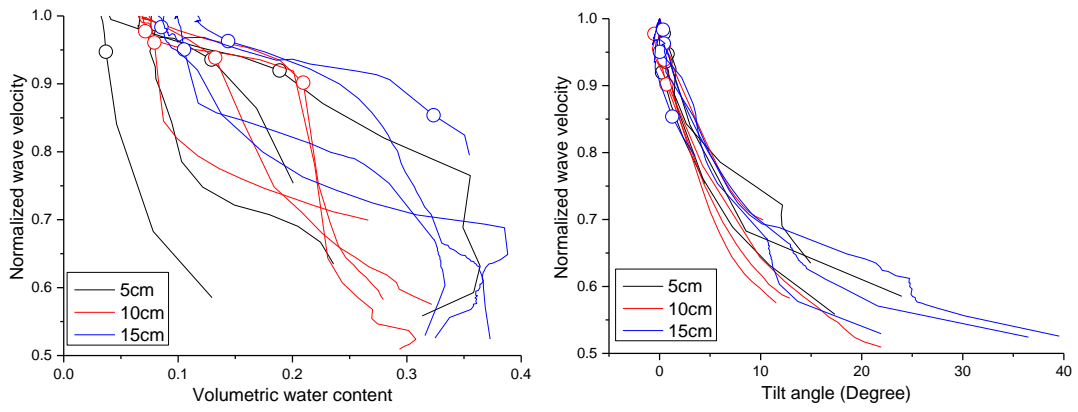 1.0
0.9
0.8
0.7
0.6
0.5
0.0
0.1
0.2
0.3
0.4
Normalized wave velocity
Volumetric water content
5cm
10cm
15cm
1.0
0.9
0.8
0.7
0.6
0.5
0
10
20
30
40
Normalized wave velocity
Tilt angle (Degree)
5cm
10cm
15cm